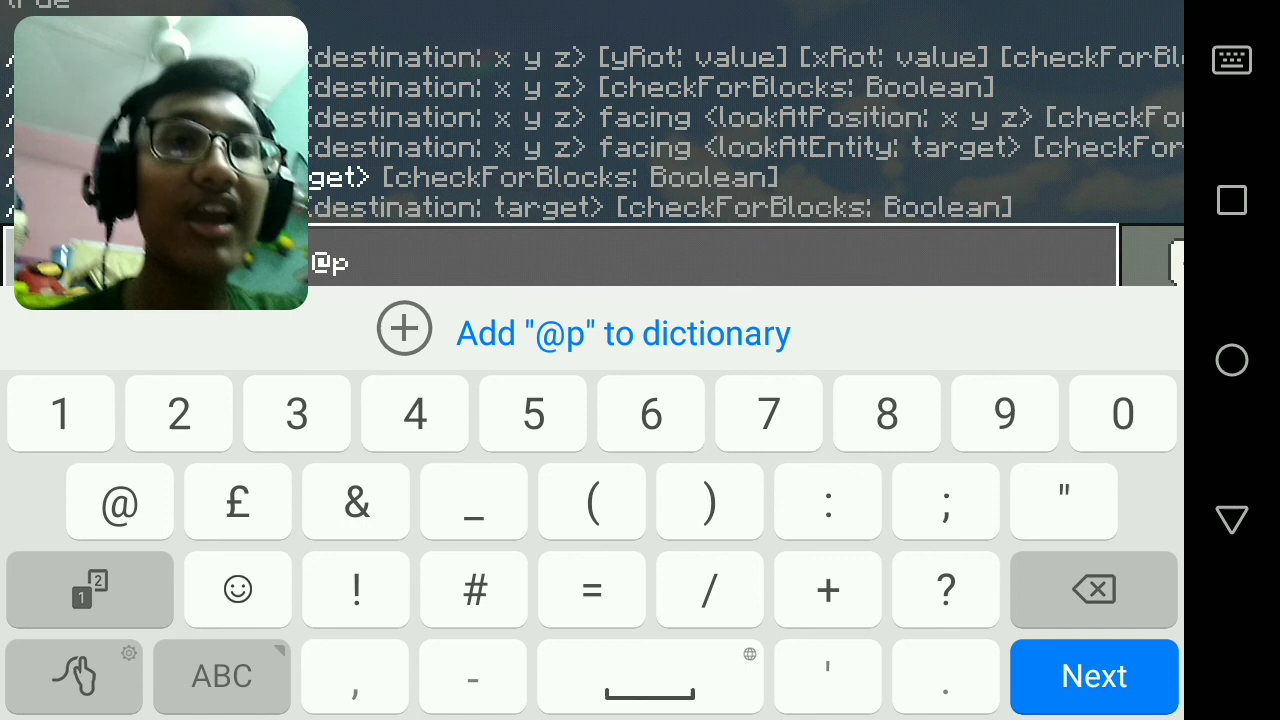 (destination: x y z> [yRot: value] [xRot: value] [checkForBl
(destination: x y z> [checkForBlocks: Boolean]
(destination: x y z> facing <lookAtPosition: x y z> [checkFor
(destination: x y z> facing <lookAtEntity: target> [checkFor
get> [checkForBlocks: Boolean]
(destination: target> [checkForBlocks: Boolean]
@p
Add "@p" to dictionary
1 2 3 4 5 6 7 8 9 0
@ £ & _ ( ) : ; "
1 2 ! # = / + ?
ABC , - ' . Next